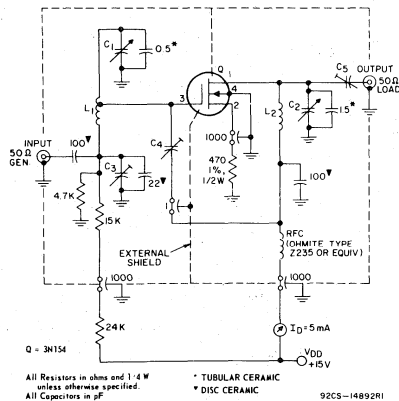 C1
0.5*
Q
C5
OUTPUT
50Ω
LOAD
3
4
2
L1
L2
C2
1.5*
C4
1000
INPUT
50 Ω
GEN.
100▼
C3
22▼
470
1%,
1/2W
100▼
4.7K
15K
1
RFC
(OHMITE TYPE
Z235 OR EQUIV)
EXTERNAL
SHIELD
1000
1000
24K
ID=5mA
Q = 3N154
VDD
+15V
All Resistors in ohms and 1/4 W
unless otherwise specified.
All Capacitors in pF
* TUBULAR CERAMIC
▼ DISC CERAMIC
92CS-14892R1